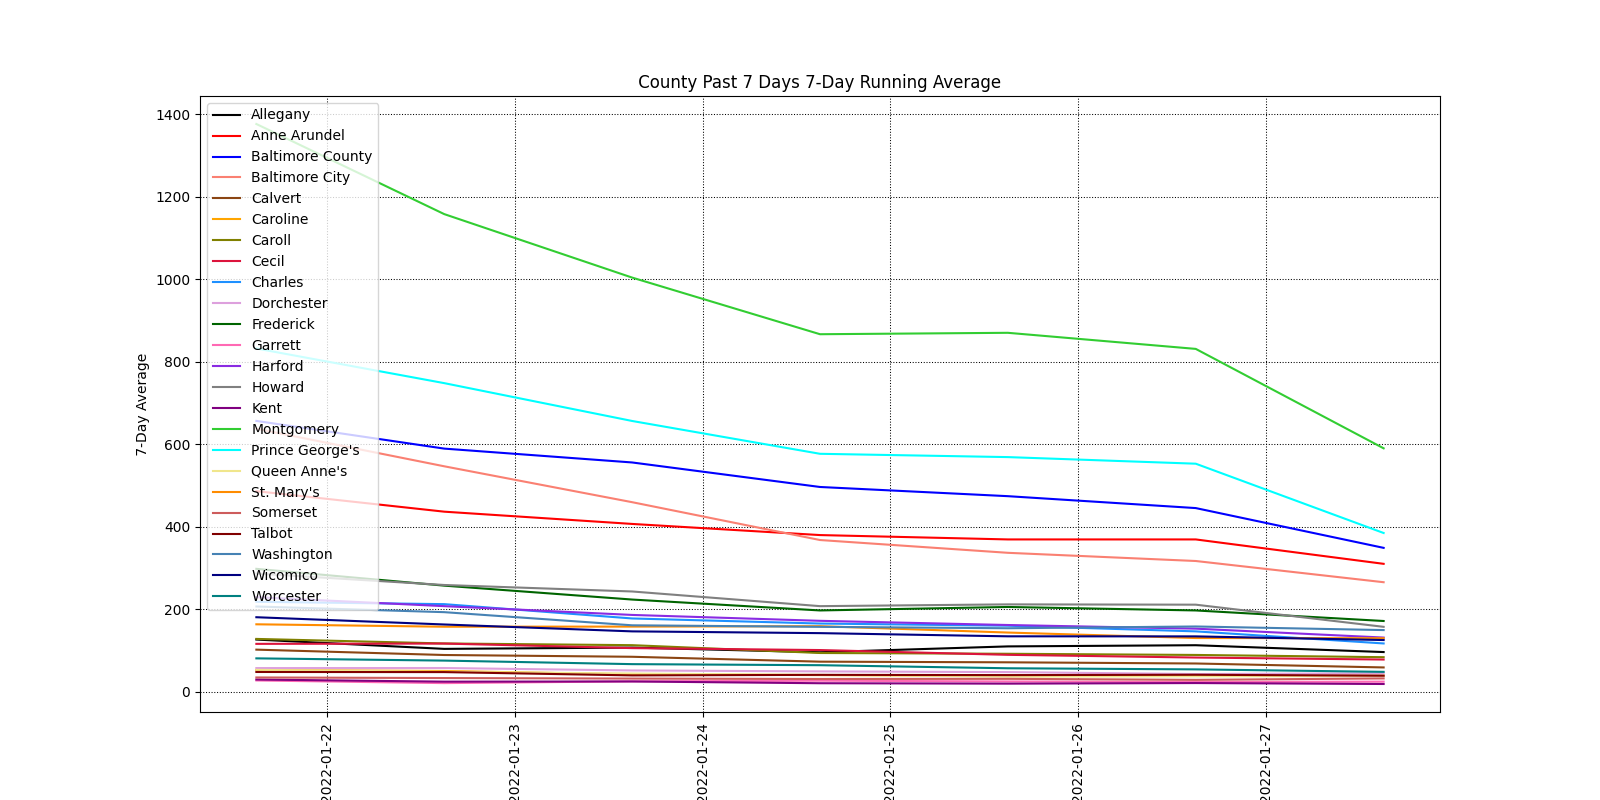 County Past 7 Days 7-Day Running Average
7-Day Average
1400
1200
1000
800
600
400
200
0
Allegany
Anne Arundel
Baltimore County
Baltimore City
Calvert
Caroline
Caroll
Cecil
Charles
Dorchester
Frederick
Garrett
Harford
Howard
Kent
Montgomery
Prince George's
Queen Anne's
St. Mary's
Somerset
Talbot
Washington
Wicomico
Worcester
2022-01-22
2022-01-23
2022-01-24
2022-01-25
2022-01-26
2022-01-27